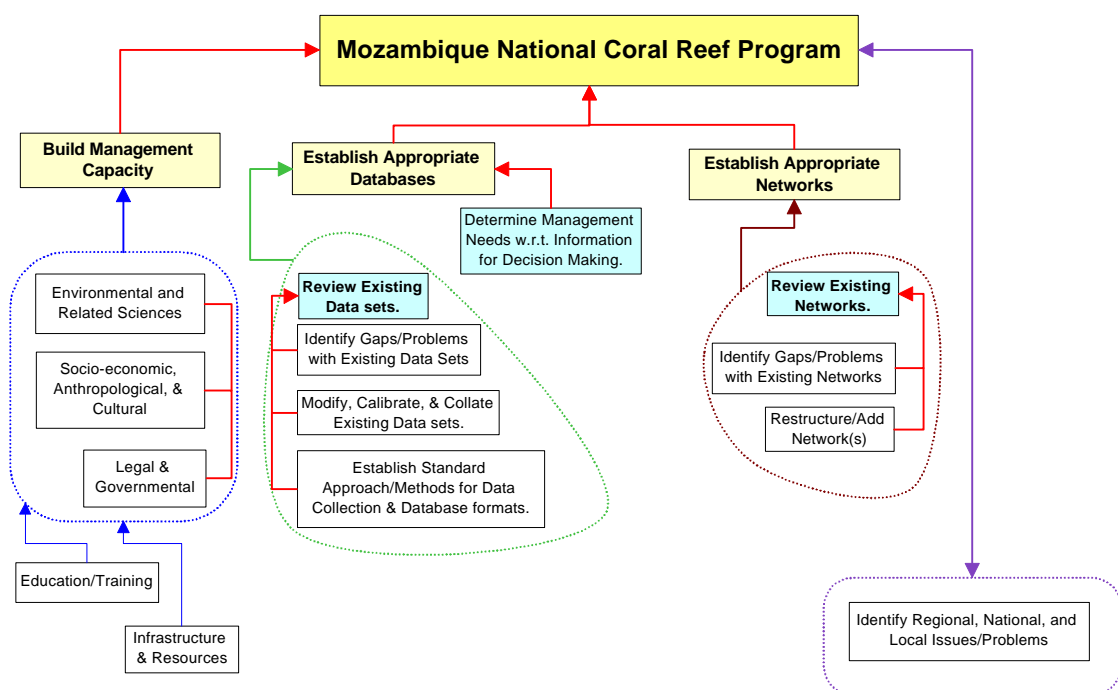 Mozambique National Coral Reef Program
Build Management
Capacity
Establish Appropriate
Databases
Establish Appropriate
Networks
Determine Management
Needs w.r.t. Information
for Decision Making.
Environmental and
Related Sciences
Socio-economic,
Anthropological, &
Cultural
Legal &
Governmental
Education/Training
Infrastructure
& Resources
Review Existing
Data sets.
Identify Gaps/Problems
with Existing Data Sets
Modify, Calibrate, & Collate
Existing Data sets.
Establish Standard
Approach/Methods for Data
Collection & Database formats.
Review Existing
Networks.
Identify Gaps/Problems
with Existing Networks
Restructure/Add
Network(s)
Identify Regional, National, and
Local Issues/Problems